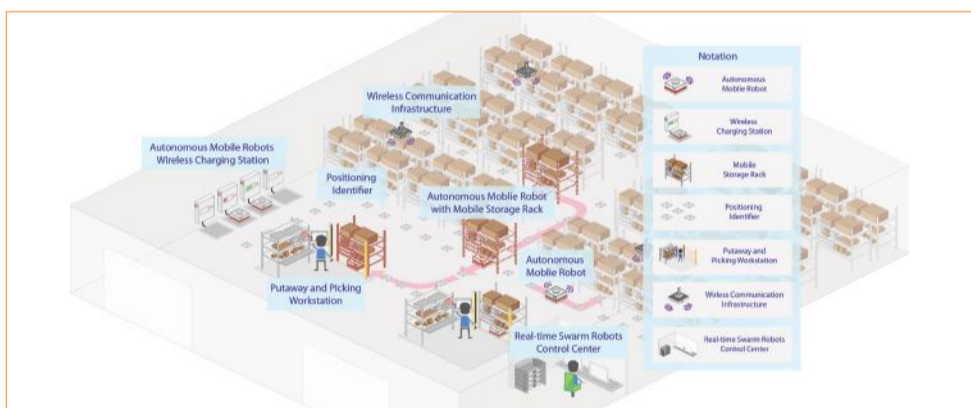 Wireless Communication
Infrastructure
Autonomous Mobile Robots
Wireless Charging Station
Positioning
Identifier
Autonomous Moblie Robot
with Mobile Storage Rack
Autonomous
Moblie Robot
Putaway and Picking
Workstation
Real-time Swarm Robots
Control Center
Notation
Autonomous
Moblie Robot
Wireless
Charging Station
Mobile
Storage Rack
Positioning
Identifier
Putaway and
Picking Workstation
Wireless Communication
Infrastructure
Real-time Swarm Robots
Control Center